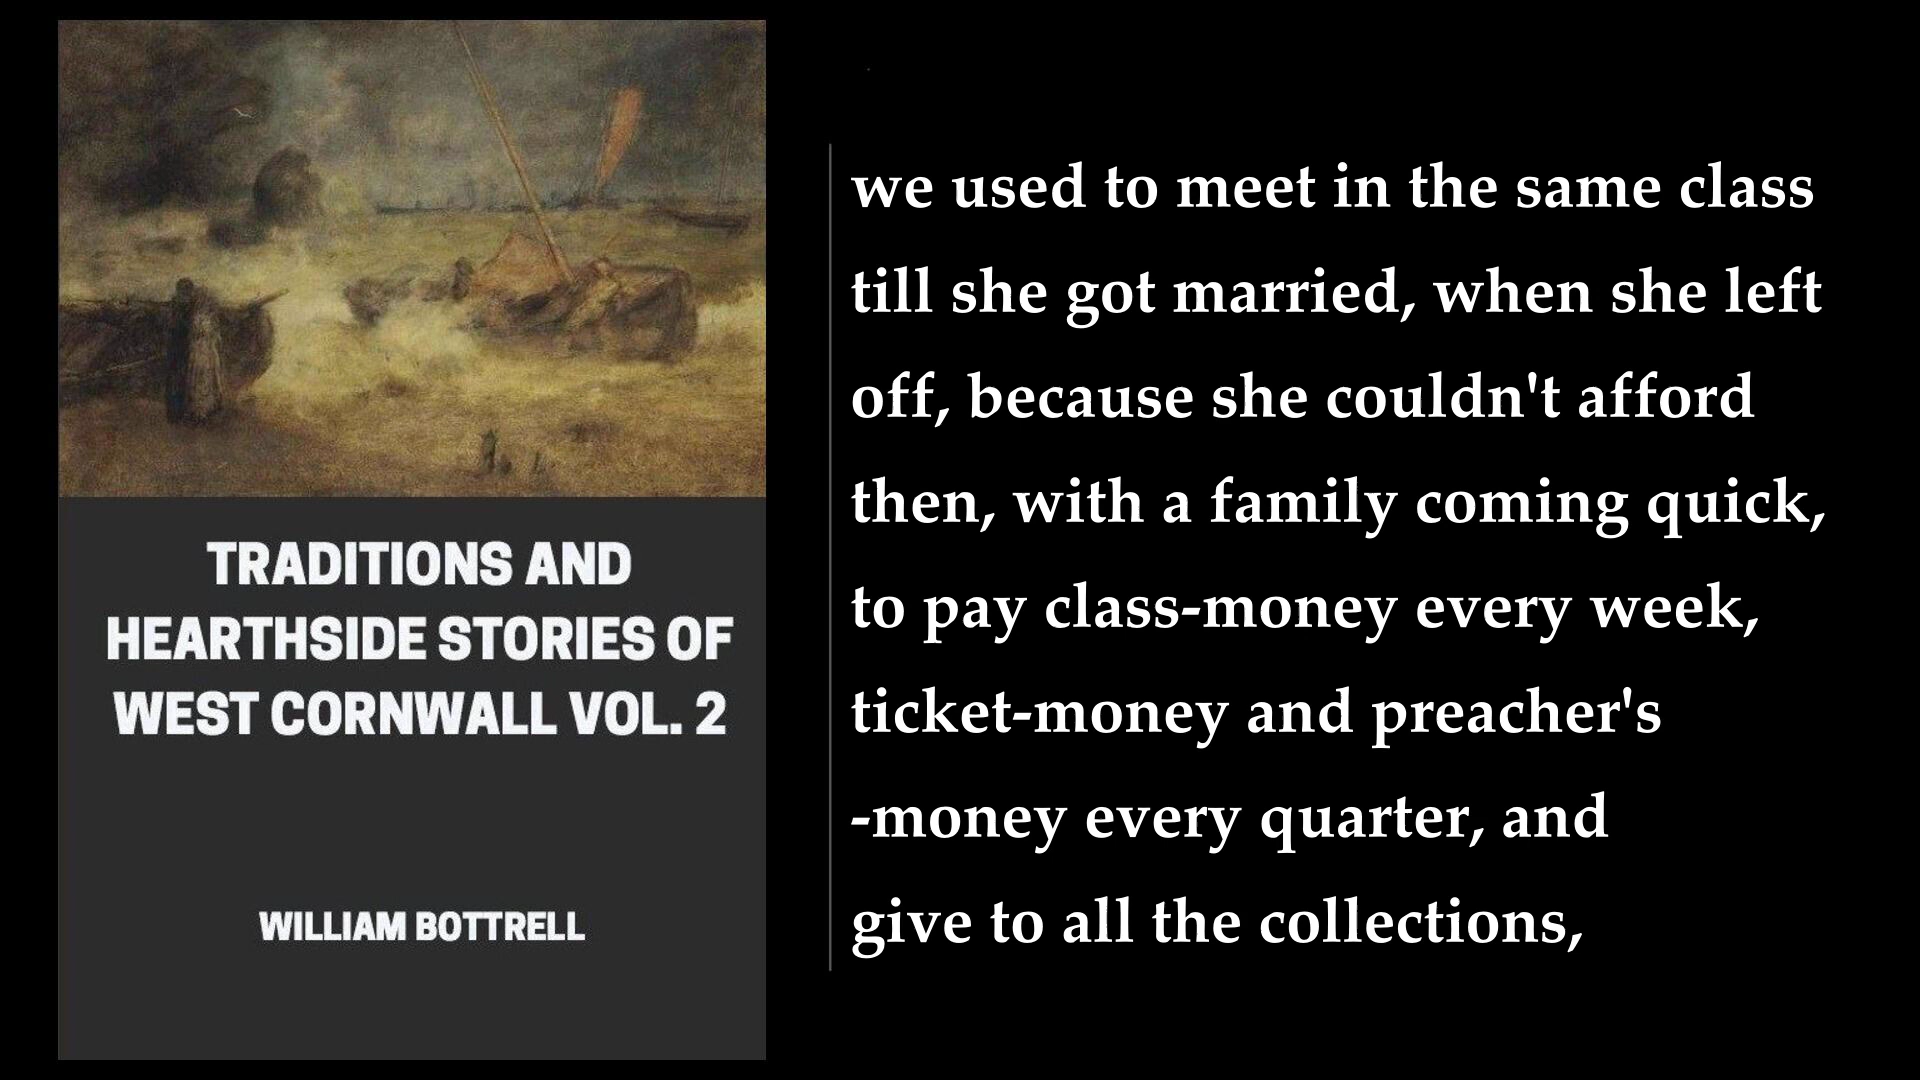 TRADITIONS AND
HEARTHSIDE STORIES OF
WEST CORNWALL VOL. 2
WILLIAM BOTTRELL
we used to meet in the same class
till she got married, when she left
off, because she couldn't afford
then, with a family coming quick,
to pay class-money every week,
ticket-money and preacher's
-money every quarter, and
give to all the collections,